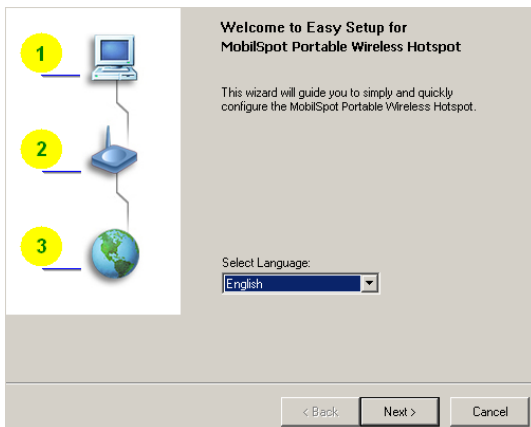 1
2
3
Welcome to Easy Setup for
MobilSpot Portable Wireless Hotspot
This wizard will guide you to simply and quickly
configure the MobilSpot Portable Wireless Hotspot.
Select Language:
English
< Back
Next >
Cancel